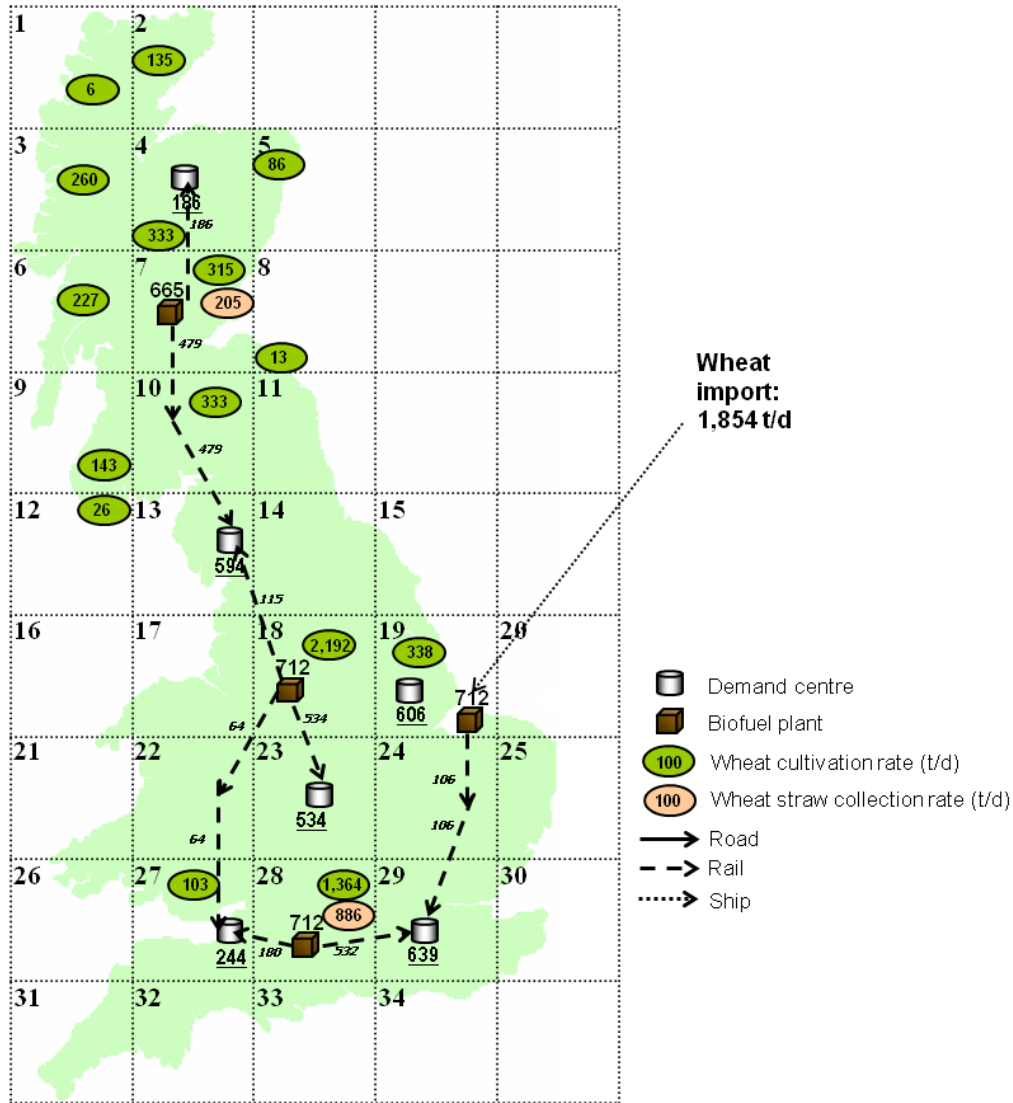 1 2
135
6
3 4 5
86
260
186
186
333
6 7 8
315
665
227
205
479
13
Wheat
import:
1,854 t/d
9 10 11
333
479
143
12 13 14 15
26
594
115
16 17 18 19 20
2,192
338
712
712
606
64
534
21 22 23 24 25
106
534
106
64
26 27 28 29 30
103
1,364
886
712
244
180
532
639
31 32 33 34
Demand centre
Biofuel plant
100 Wheat cultivation rate (t/d)
100 Wheat straw collection rate (t/d)
Road
Rail
Ship